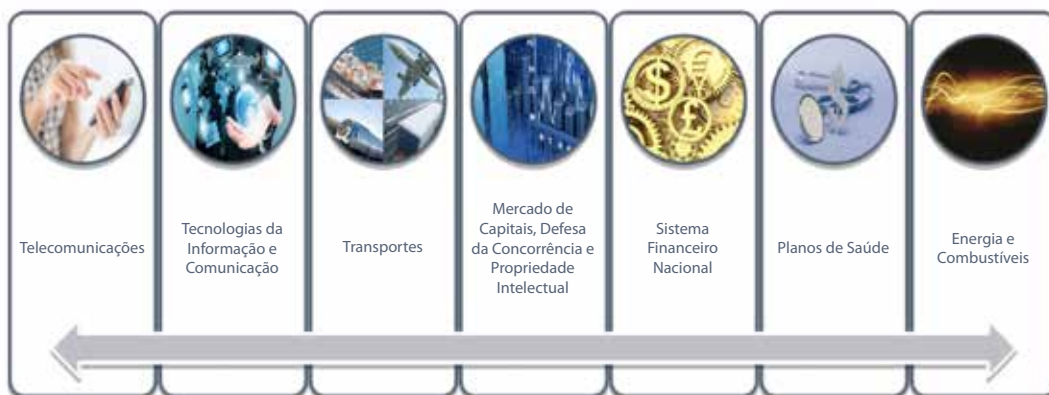 Telecomunicações
Tecnologias da
Informação e
Comunicação
Transportes
Mercado de
Capitais, Defesa
da Concorrência e
Propriedade
Intelectual
Sistema
Financeiro
Nacional
Planos de Saúde
Energia e
Combustíveis